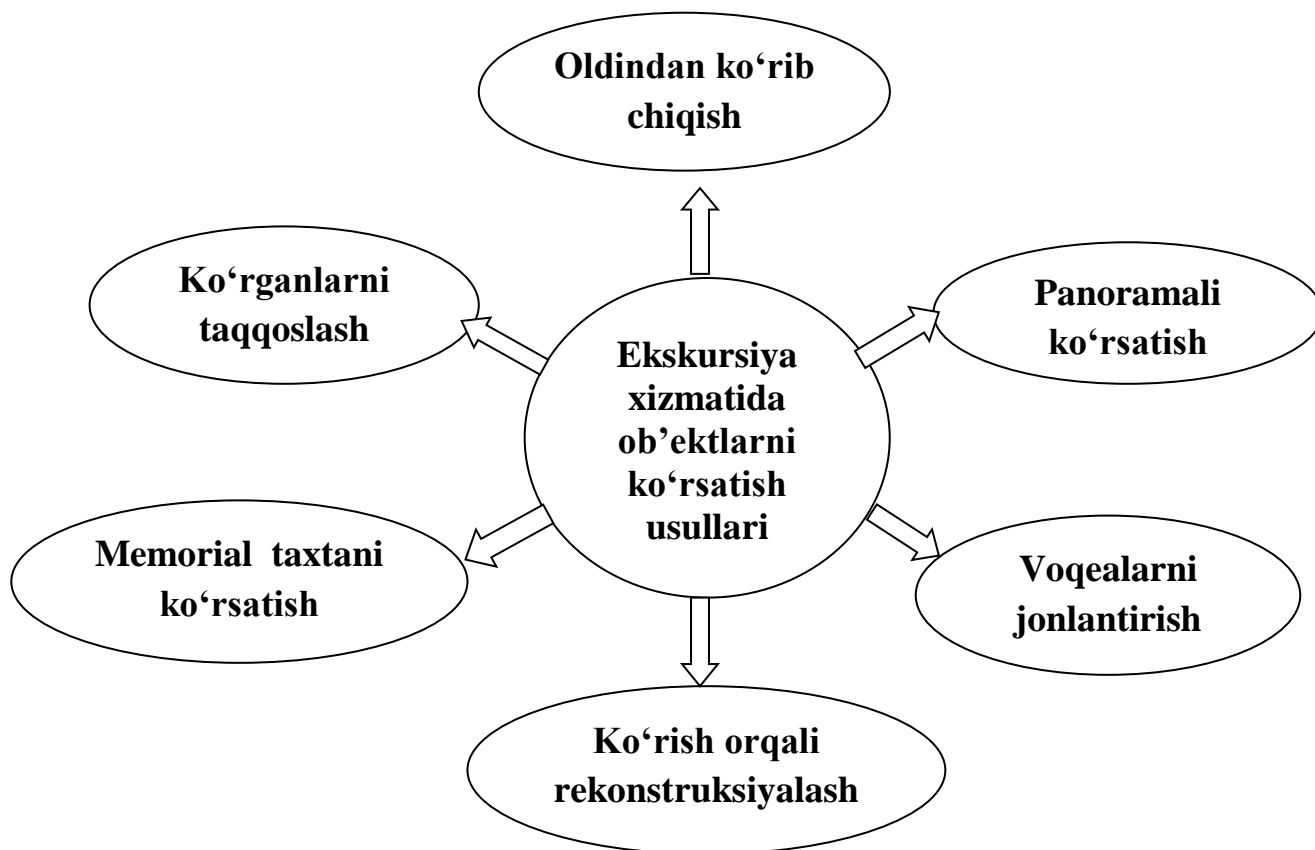 Oldindan ko‘rib
chiqish
Ko‘rganlarni
taqqoslash
Panoramali
ko‘rsatish
Ekskursiya
xizmatida
ob’ektlarni
ko‘rsatish
usullari
Memorial taxtani
ko‘rsatish
Voqealarni
jonlantirish
Ko‘rish orqali
rekonstruksiyalash